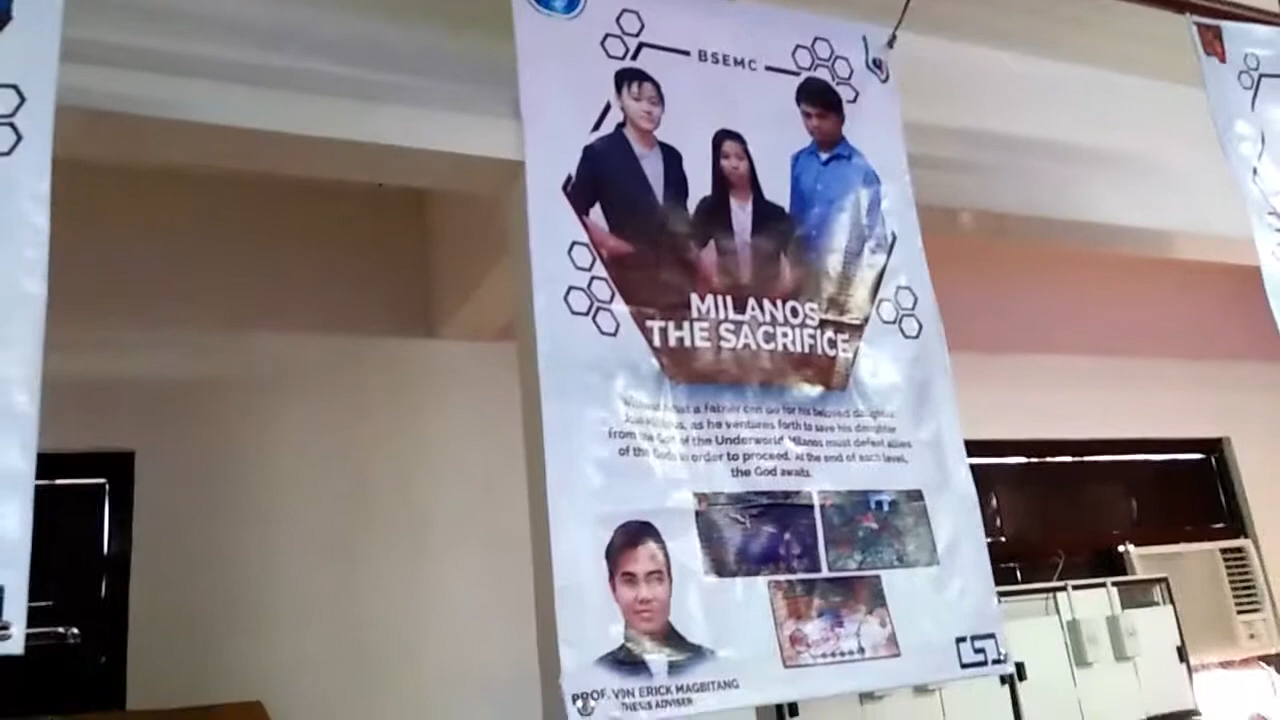 BSEMC
MILANOS
THE SACRIFICE
what a father can do for his beloved daughter.
as he ventures forth to save his daughter
from the God of the Underworld. Milanos must defeat allies
of the Gods in order to proceed. At the end of each level,
the God awaits.
PROF. VON ERICK MAGBITANG
THESIS ADVISER